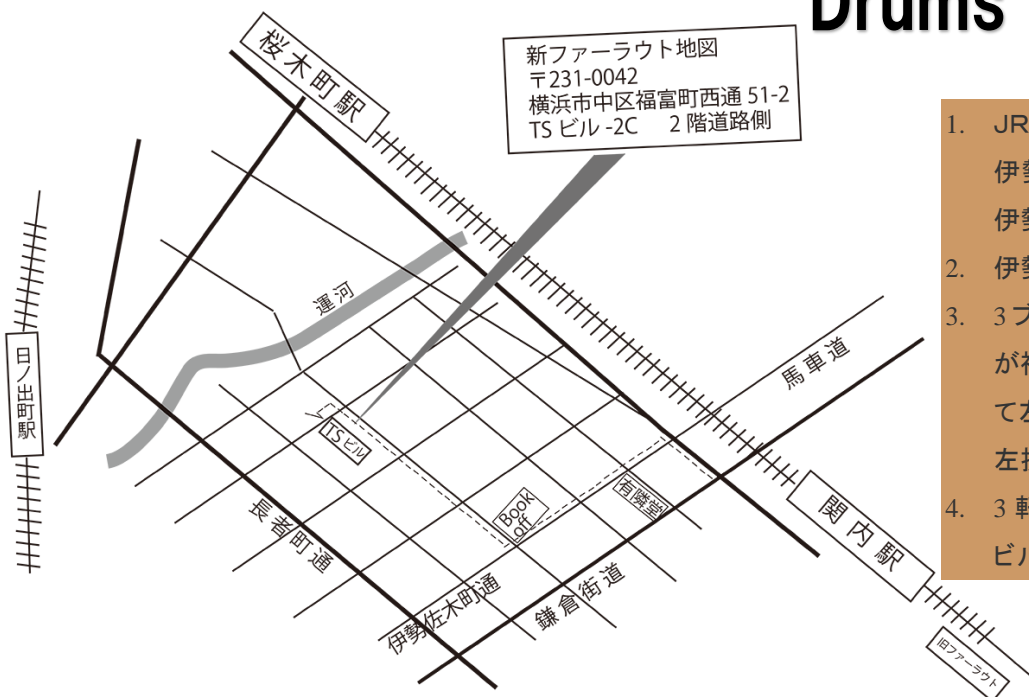 Drums
桜木町駅
新ファーラウト地図
〒231-0042
横浜市中区福富町西通 51-2
TS ビル -2C 2 階道路側
1. JR
伊勢
伊勢
2. 伊勢
3. 3ブ
が
て左
左
4. 3 軒
ビル
運河
日ノ出町駅
馬車道
TSビル
Book
off
有隣堂
長者町通
関内駅
伊勢佐木町通
鎌倉街道
旧ファーラウト